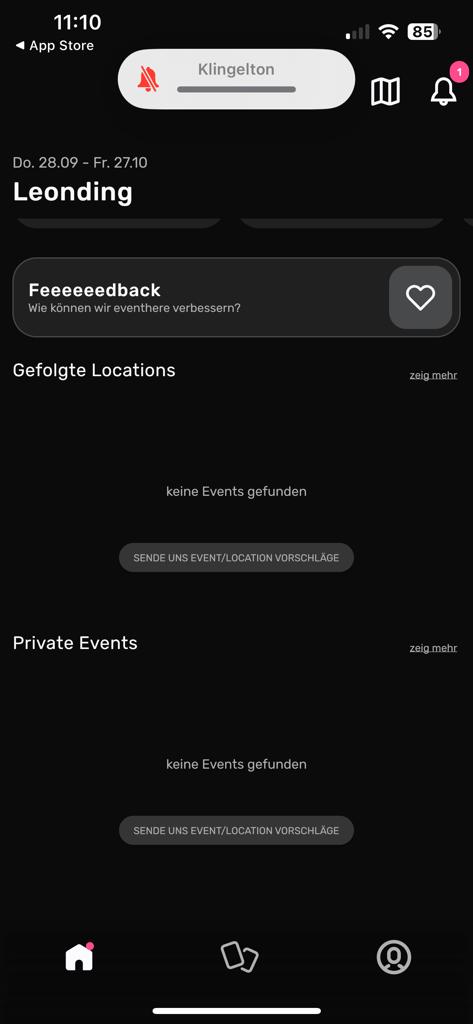 11:10
85
◀ App Store
Klingelton
1
Do. 28.09 - Fr. 27.10
Leonding
Feeeeeedback
Wie können wir eventhere verbessern?
Gefolgte Locations
zeig mehr
keine Events gefunden
SENDE UNS EVENT/LOCATION VORSCHLÄGE
Private Events
zeig mehr
keine Events gefunden
SENDE UNS EVENT/LOCATION VORSCHLÄGE